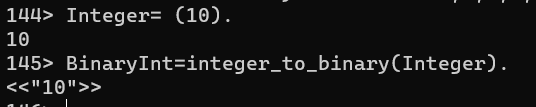 144> Integer= (10).
10
145> BinaryInt=integer_to_binary(Integer).
<<"10">>